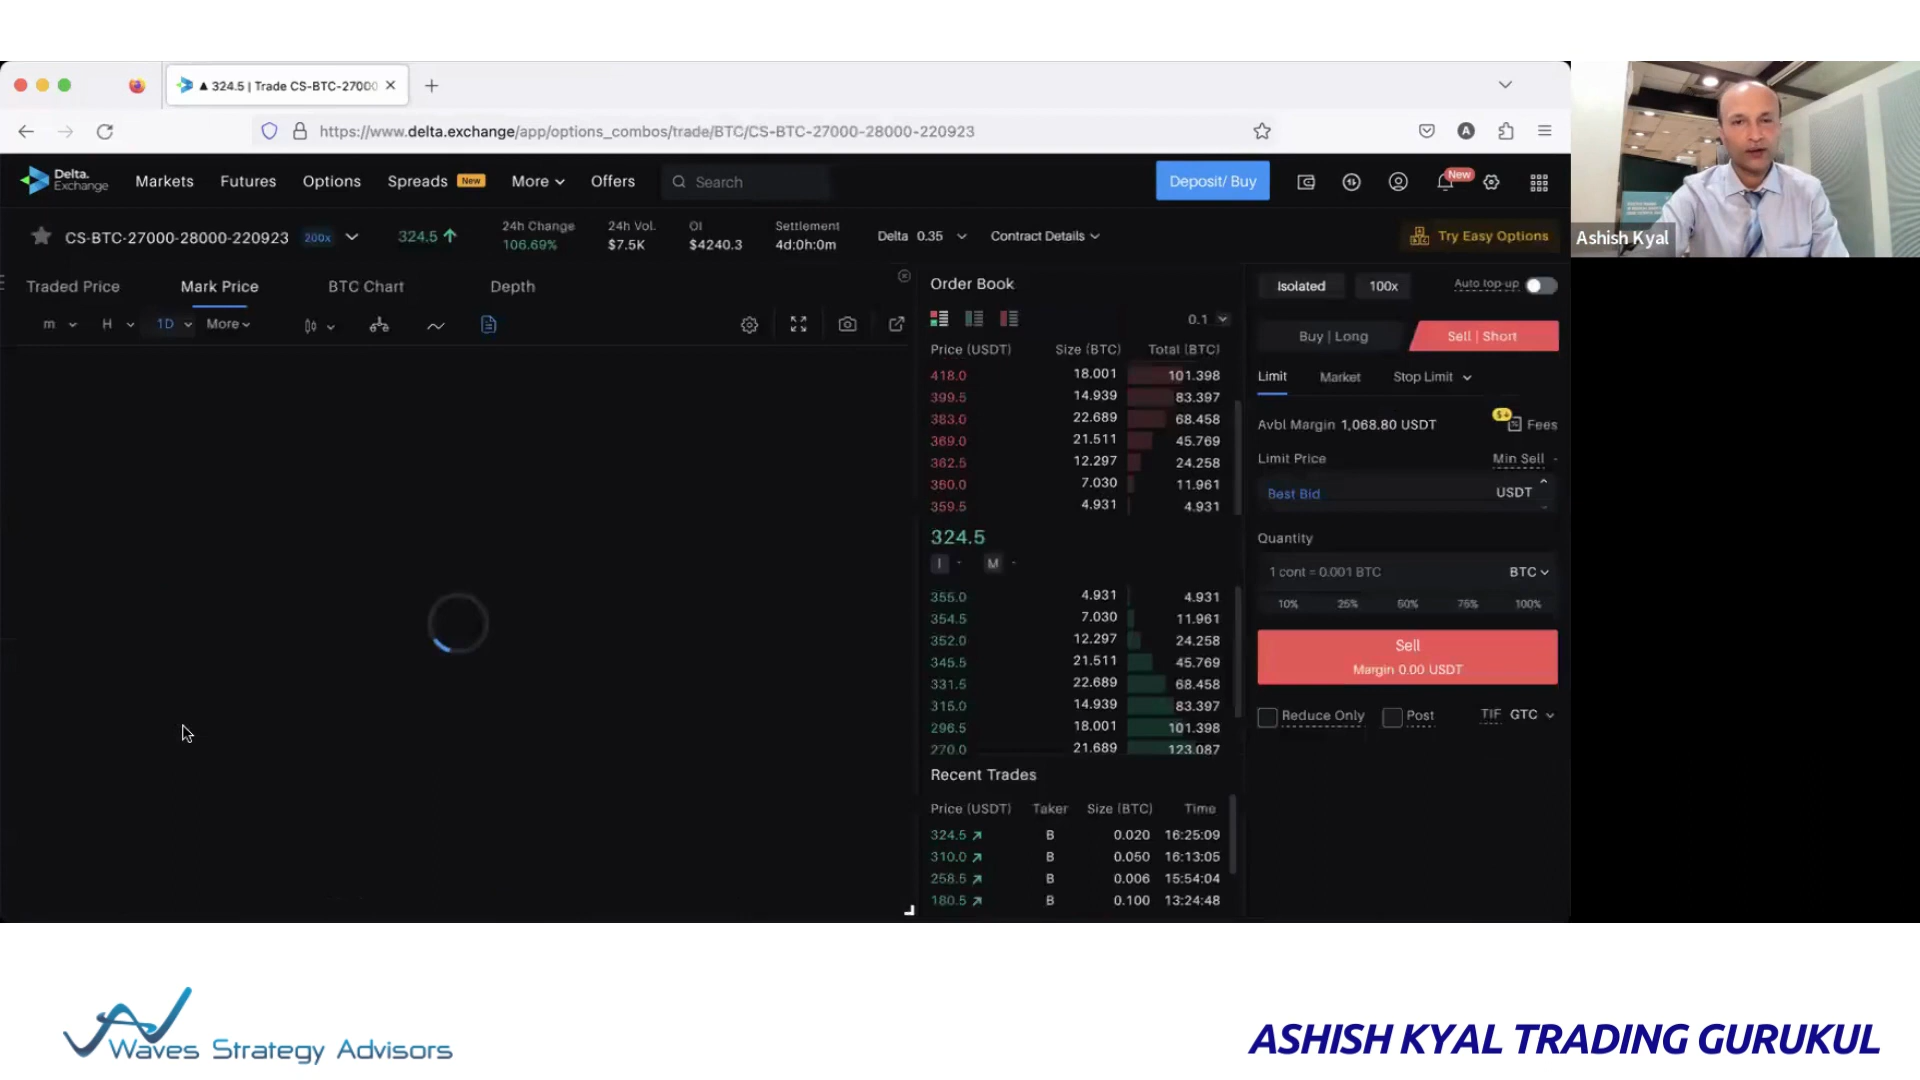 ▲ 324.5 | Trade CS-BTC-2700
https://www.delta.exchange/app/options_combos/trade/BTC/CS-BTC-27000-28000-220923
A
Delta. Exchange
Markets Futures Options Spreads New More Offers Search Deposit/ Buy New
CS-BTC-27000-28000-220923 200x 324.5
24h Change 106.69%
24h Vol. $7.5K
OI $4240.3
Settlement 4d:0h:0m
Delta 0.35
Contract Details
Try Easy Options
Ashish Kyal
Traded Price Mark Price BTC Chart Depth
m H 1D More
Order Book
0.1
Price (USDT) Size (BTC) Total (BTC)
418.0 18.001 101.398
399.5 14.939 83.397
383.0 22.689 68.458
369.0 21.511 45.769
362.5 12.297 24.258
360.0 7.030 11.961
359.5 4.931 4.931
324.5
I - M -
355.0 4.931 4.931
354.5 7.030 11.961
352.0 12.297 24.258
345.5 21.511 45.769
331.5 22.689 68.458
315.0 14.939 83.397
296.5 18.001 101.398
270.0 21.689 123.087
Recent Trades
Price (USDT) Taker Size (BTC) Time
324.5 B 0.020 16:25:09
310.0 B 0.050 16:13:05
258.5 B 0.006 15:54:04
180.5 B 0.100 13:24:48
Isolated 100x Auto top-up
Buy | Long Sell | Short
Limit Market Stop Limit
Avbl Margin 1,068.80 USDT Fees
Limit Price Min Sell -
Best Bid USDT
Quantity
1 cont = 0.001 BTC BTC
10% 25% 50% 75% 100%
Sell
Margin 0.00 USDT
Reduce Only Post TIF GTC
Waves Strategy Advisors
ASHISH KYAL TRADING GURUKUL